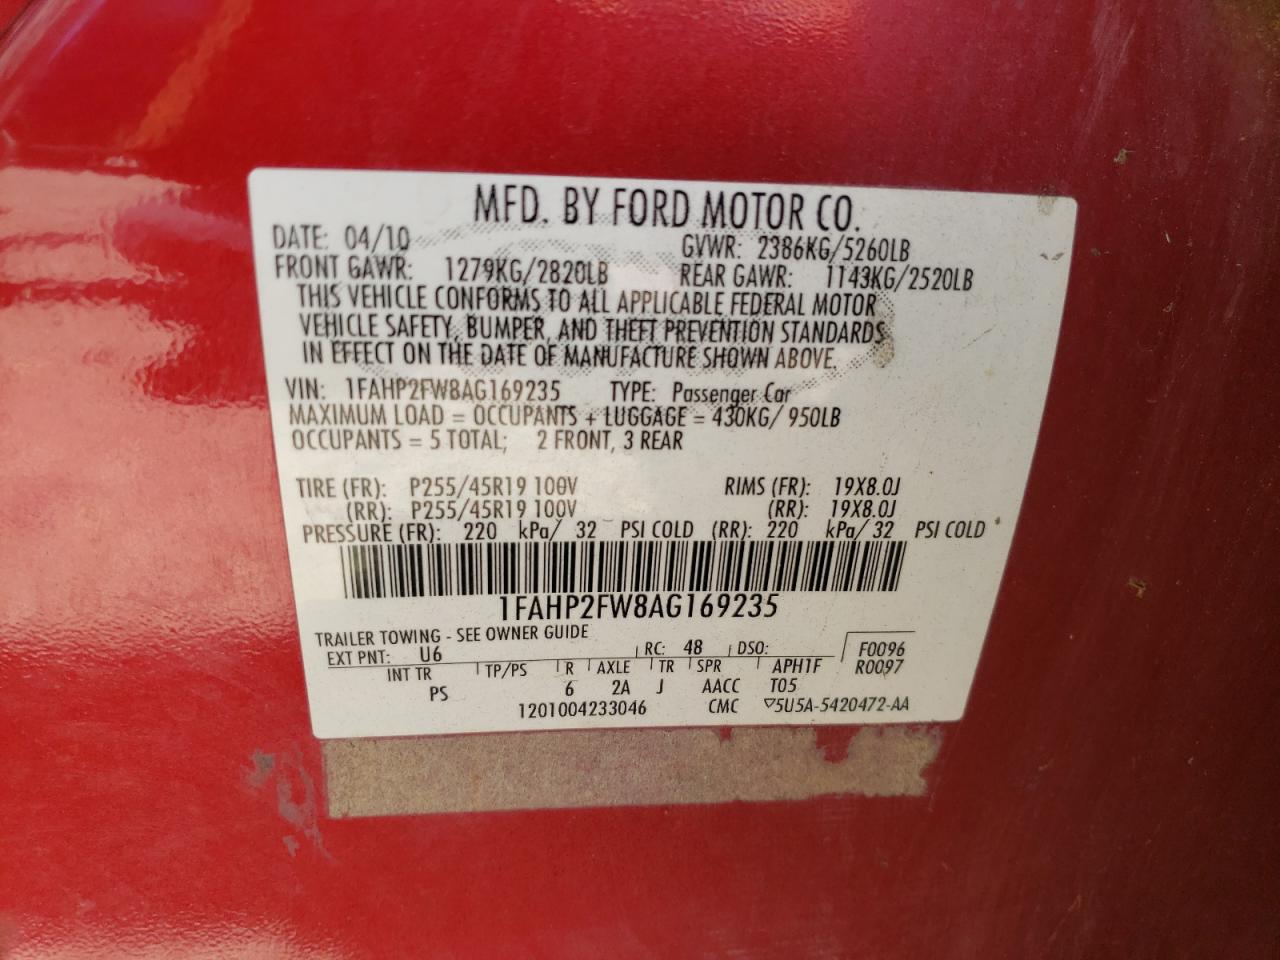 MFD. BY FORD MOTOR CO.
DATE: 04/10 GVWR: 2386KG/5260LB
FRONT GAWR: 1279KG/2820LB REAR GAWR: 1143KG/2520LB
THIS VEHICLE CONFORMS TO ALL APPLICABLE FEDERAL MOTOR
VEHICLE SAFETY, BUMPER, AND THEFT PREVENTION STANDARDS
IN EFFECT ON THE DATE OF MANUFACTURE SHOWN ABOVE.
VIN: 1FAHP2FW8AG169235 TYPE: Passenger Car
MAXIMUM LOAD = OCCUPANTS + LUGGAGE = 430KG/ 950LB
OCCUPANTS = 5 TOTAL; 2 FRONT, 3 REAR
TIRE (FR): P255/45R19 100V RIMS (FR): 19X8.0J
(RR): P255/45R19 100V (RR): 19X8.0J
PRESSURE (FR): 220 kPa/ 32 PSI COLD (RR): 220 kPa/ 32 PSI COLD
1FAHP2FW8AG169235
TRAILER TOWING - SEE OWNER GUIDE
EXT PNT: U6 RC: 48 DSO: F0096
INT TR TP/PS R AXLE TR SPR APH1F R0097
PS 6 2A J AACC T05
1201004233046 CMC ▽5U5A-5420472-AA